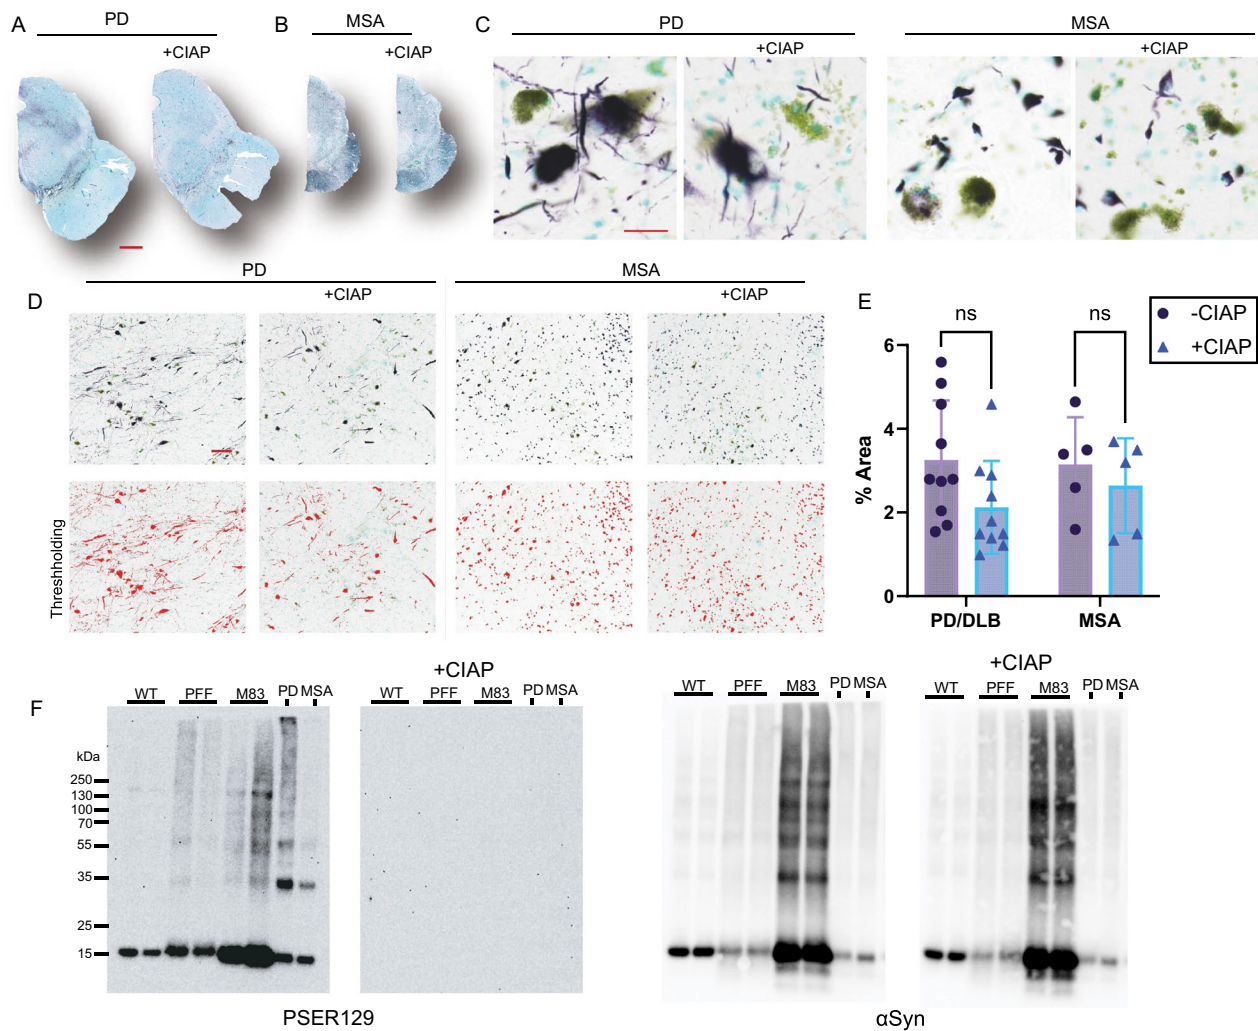 A PD +CIAP
B MSA +CIAP
C PD +CIAP MSA +CIAP
D PD +CIAP MSA +CIAP
Threshholding
E
-CIAP
+CIAP
ns ns
6
4
2
0
% Area
PD/DLB MSA
F
WT PFF M83 PD MSA
+CIAP
WT PFF M83 PD MSA
WT PFF M83 PD MSA
+CIAP
WT PFF M83 PD MSA
kDa
250
130
100
70
55
35
25
15
PSER129
αSyn